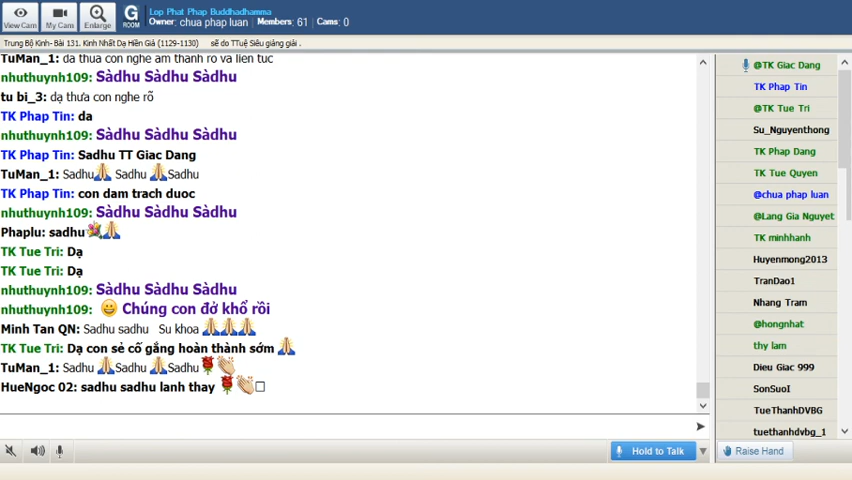 View Cam
My Cams
Enlarge
G
ROOM
Lop Phat Phap Buddhadhamma
Owner: chua phap luan Members: 61 Cams: 0
Trung Bộ Kinh- Bài 131. Kinh Nhất Dạ Hiền Giả (1129-1130) sẽ do TTuệ Siêu giảng giải .
TuMan_1: da thua con nghe am thanh ro va lien tuc
nhuthuynh109: Sàdhu Sàdhu Sàdhu
tu bi_3: dạ thưa con nghe rõ
TK Phap Tin: da
nhuthuynh109: Sàdhu Sàdhu Sàdhu
TK Phap Tin: Sadhu TT Giac Dang
TuMan_1: Sadhu Sadhu Sadhu
TK Phap Tin: con dam trach duoc
nhuthuynh109: Sàdhu Sàdhu Sàdhu
Phaplu: sadhu
TK Tue Tri: Dạ
TK Tue Tri: Dạ
nhuthuynh109: Sàdhu Sàdhu Sàdhu
nhuthuynh109: Chúng con đở khổ rồi
Minh Tan QN: Sadhu sadhu Su khoa
TK Tue Tri: Dạ con sẻ cố gắng hoàn thành sớm
TuMan_1: Sadhu Sadhu Sadhu
HueNgoc 02: sadhu sadhu lanh thay
Hold to Talk
@TK Giac Dang
TK Phap Tin
@TK Tue Tri
Su_Nguyenthong
TK Phap Dang
TK Tue Quyen
@chua phap luan
@Lang Gia Nguyet
TK minhhanh
Huyenmong2013
TranDao1
Nhang Tram
@hongnhat
thy lam
Dieu Giac 999
SonSuoI
TueThanhDVBG
tuethanhdvbg_1
Raise Hand